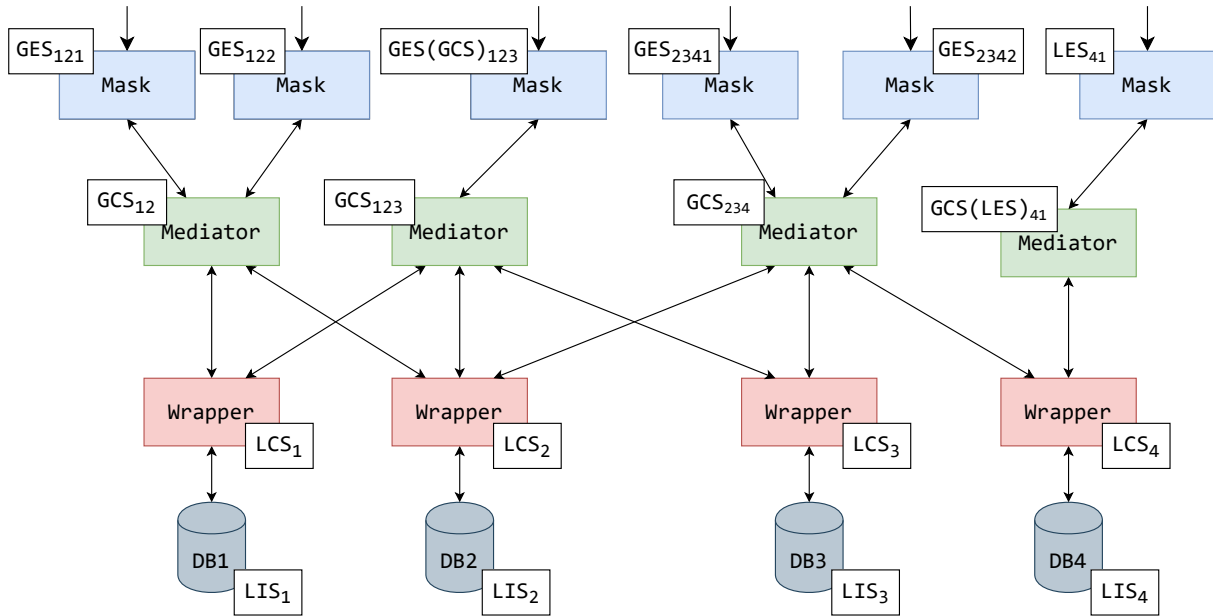 GES₁₂₁
GES₁₂₂
GES(GCS)₁₂₃
GES₂₃₄₁
GES₂₃₄₂
LES₄₁
Mask
Mask
Mask
Mask
Mask
Mask
GCS₁₂
GCS₁₂₃
GCS₂₃₄
GCS(LES)₄₁
Mediator
Mediator
Mediator
Mediator
Wrapper
Wrapper
Wrapper
Wrapper
LCS₁
LCS₂
LCS₃
LCS₄
DB1
DB2
DB3
DB4
LIS₁
LIS₂
LIS₃
LIS₄